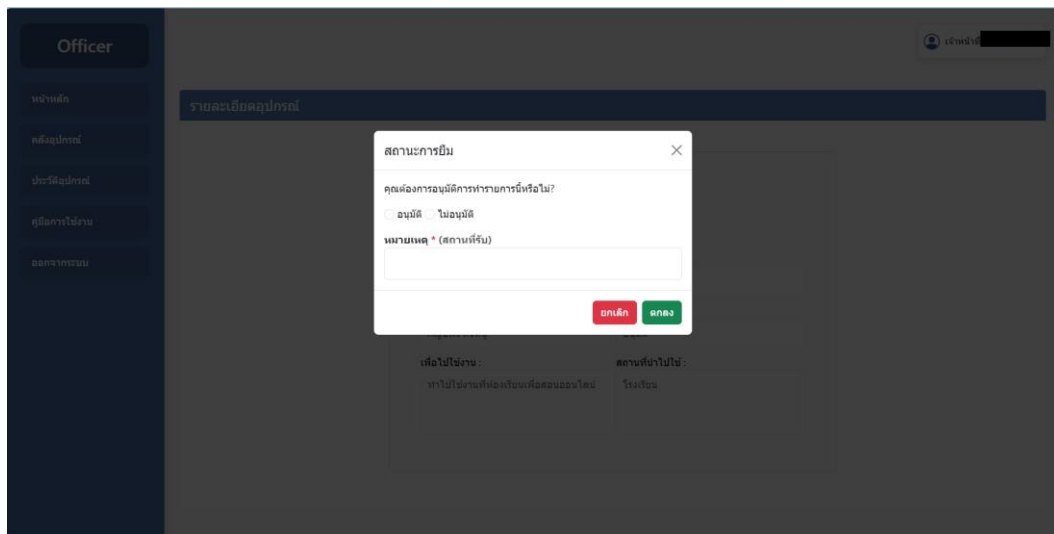 Officer
เจ้าหน้าที่
หน้าหลัก
คลังอุปกรณ์
ประวัติอุปกรณ์
คู่มือการใช้งาน
ออกจากระบบ
รายละเอียดอุปกรณ์
สถานะการยืม
คุณต้องการอนุมัติการทำรายการนี้หรือไม่?
อนุมัติ ไม่อนุมัติ
หมายเหตุ * (สถานที่รับ)
ยกเลิก ตกลง
เพื่อไปใช้งาน : สถานที่นำไปใช้ :
ทำไปใช้งานที่ห้องเรียนเพื่อสอนออนไลน์ โรงเรียน